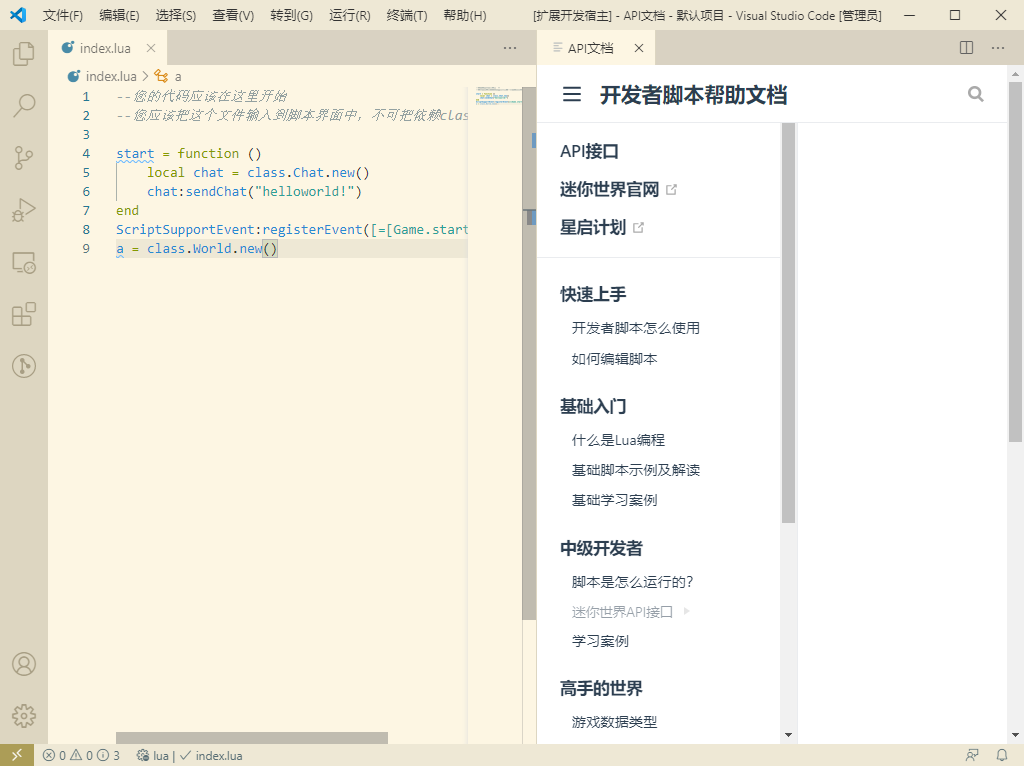 文件(F) 编辑(E) 选择(S) 查看(V) 转到(G) 运行(R) 终端(T) 帮助(H) [扩展开发宿主] - API文档 - 默认项目 - Visual Studio Code [管理员]
index.lua
API文档
index.lua > a
1 --您的代码应该在这里开始
2 --您应该把这个文件输入到脚本界面中，不可把依赖clas
3
4 start = function ()
5 local chat = class.Chat.new()
6 chat:sendChat("helloworld!")
7 end
8 ScriptSupportEvent:registerEvent([=[Game.start
9 a = class.World.new()
开发者脚本帮助文档
API接口
迷你世界官网
星启计划
快速上手
开发者脚本怎么使用
如何编辑脚本
基础入门
什么是Lua编程
基础脚本示例及解读
基础学习案例
中级开发者
脚本是怎么运行的?
迷你世界API接口
学习案例
高手的世界
游戏数据类型
0 0 3 lua | index.lua